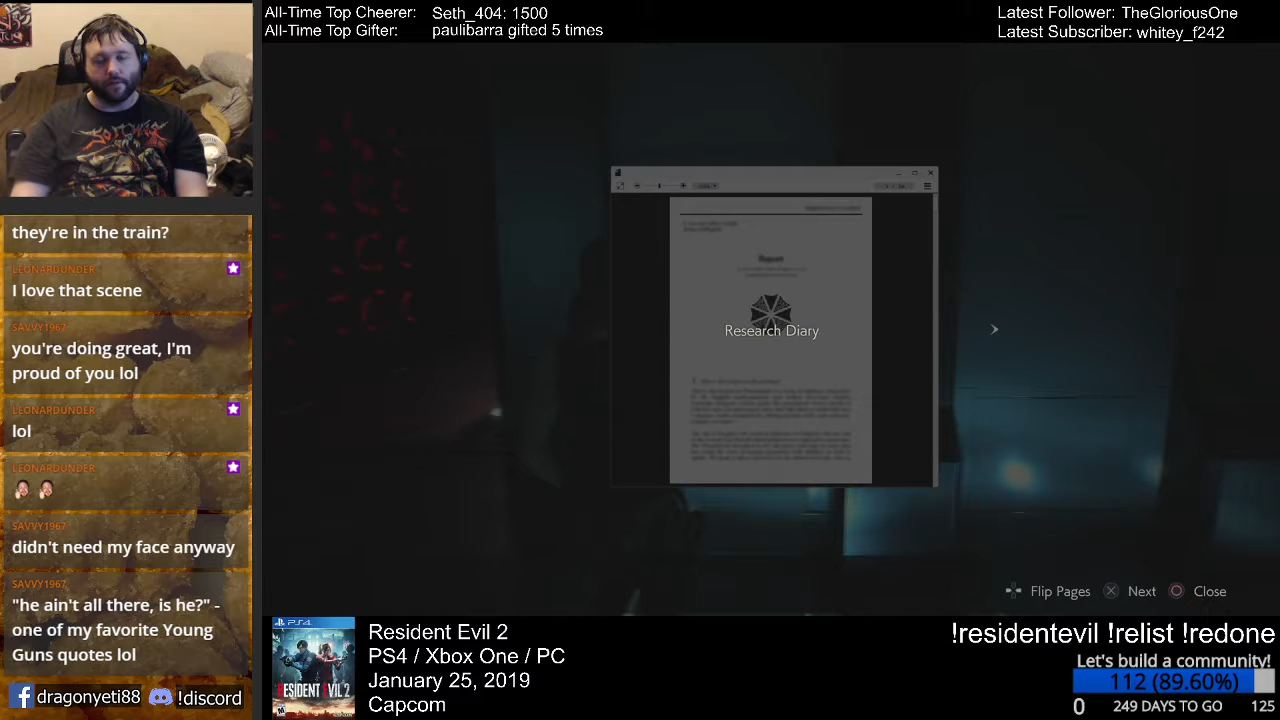 All-Time Top Cheerer: Seth_404: 1500
All-Time Top Gifter: paulibarra gifted 5 times
Latest Follower: TheGloriousOne
Latest Subscriber: whitey_f242
they're in the train?
LEONARDUNDER
I love that scene
SAVVY1967
you're doing great, I'm
proud of you lol
LEONARDUNDER
lol
LEONARDUNDER
SAVVY1967
didn't need my face anyway
SAVVY1967
"he ain't all there, is he?" -
one of my favorite Young
Guns quotes lol
dragonyeti88 !discord
Report
Research Diary
Flip Pages Next Close
PS4
RESIDENT EVIL 2
Resident Evil 2
PS4 / Xbox One / PC
January 25, 2019
Capcom
!residentevil !relist !redone
Let's build a community!
112 (89.60%)
0 249 DAYS TO GO 125